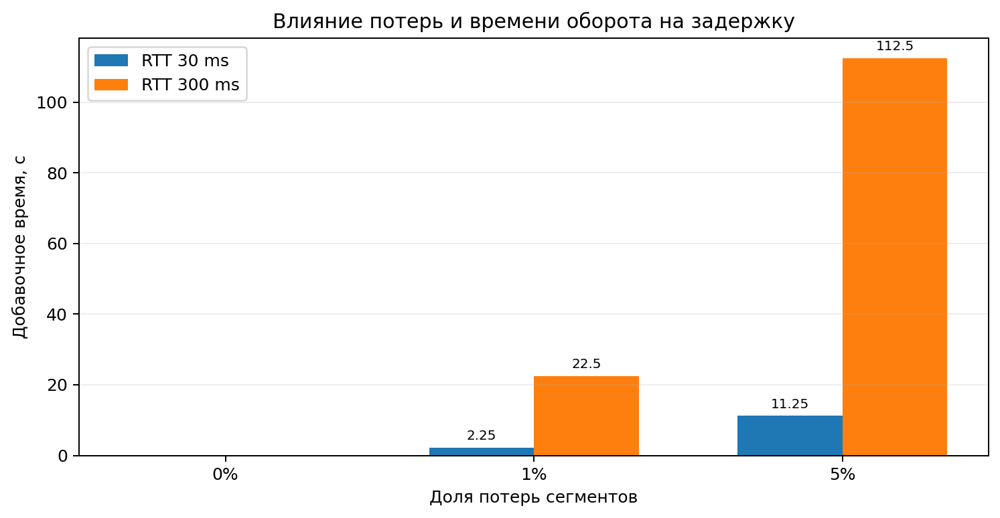 Влияние потерь и времени оборота на задержку
RTT 30 ms
RTT 300 ms
Добавочное время, с
100
80
60
40
20
0
112.5
22.5
11.25
2.25
0%
1%
5%
Доля потерь сегментов